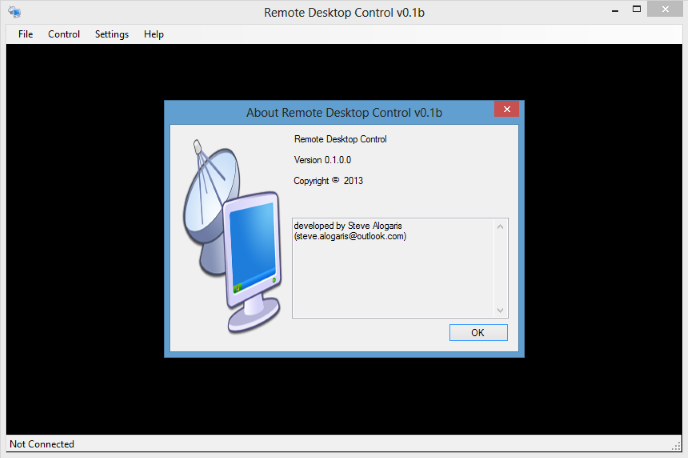 Remote Desktop Control v0.1b
File Control Settings Help
About Remote Desktop Control v0.1b
Remote Desktop Control
Version 0.1.0.0
Copyright © 2013
developed by Steve Alogaris
(steve.alogaris@outlook.com)
OK
Not Connected